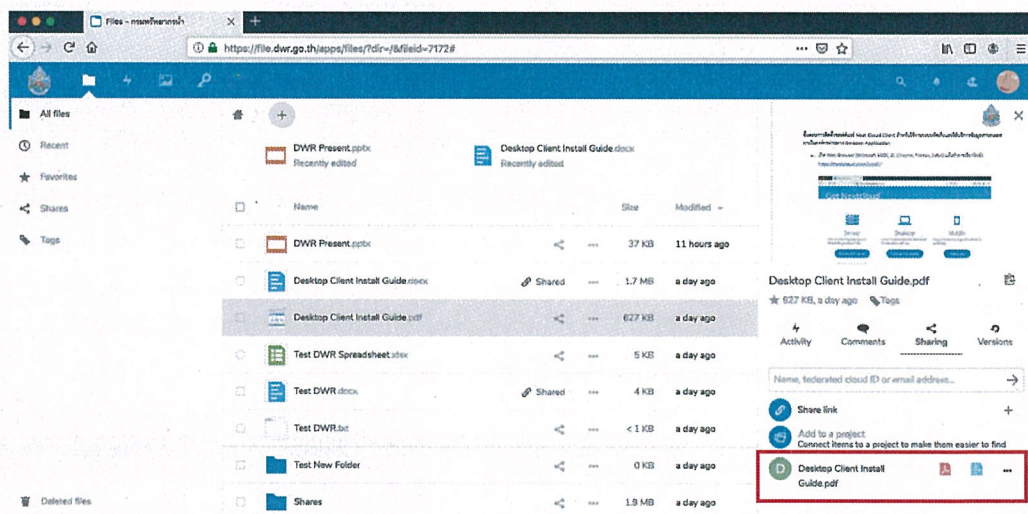 Files - กรมทรัพยากรน้ำ
https://file.dwr.go.th/apps/files/?dir=/&fileid=7172#
All files
Recent
Favorites
Shares
Tags
Deleted files
DWR Present.pptx
Recently edited
Desktop Client Install Guide.docx
Recently edited
Name Size Modified
DWR Present.pptx 37 KB 11 hours ago
Desktop Client Install Guide.docx Shared 1.7 MB a day ago
Desktop Client Install Guide.pdf 627 KB a day ago
Test DWR Spreadsheet.xlsx 5 KB a day ago
Test DWR.docx Shared 4 KB a day ago
Test DWR.txt < 1 KB a day ago
Test New Folder 0 KB a day ago
Shares 1.9 MB a day ago
Get Nextcloud
Server Desktop Mobile
Desktop Client Install Guide.pdf
627 KB, a day ago Tags
Activity Comments Sharing Versions
Name, federated cloud ID or email address...
Share link
Add to a project
Connect items to a project to make them easier to find
D
Desktop Client Install
Guide.pdf